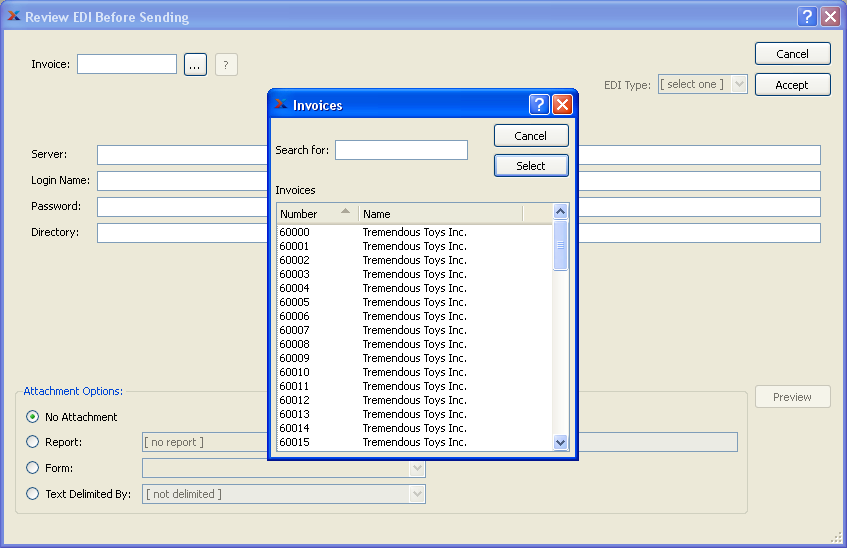 Review EDI Before Sending
Invoice:
...
?
Cancel
EDI Type: [ select one ]
Accept
Server:
Login Name:
Password:
Directory:
Invoices
Search for:
Cancel
Select
Invoices
Number Name
60000 Tremendous Toys Inc.
60001 Tremendous Toys Inc.
60002 Tremendous Toys Inc.
60003 Tremendous Toys Inc.
60004 Tremendous Toys Inc.
60005 Tremendous Toys Inc.
60006 Tremendous Toys Inc.
60007 Tremendous Toys Inc.
60008 Tremendous Toys Inc.
60009 Tremendous Toys Inc.
60010 Tremendous Toys Inc.
60011 Tremendous Toys Inc.
60012 Tremendous Toys Inc.
60013 Tremendous Toys Inc.
60014 Tremendous Toys Inc.
60015 Tremendous Toys Inc.
Attachment Options:
Preview
No Attachment
Report: [ no report ]
Form:
Text Delimited By: [ not delimited ]